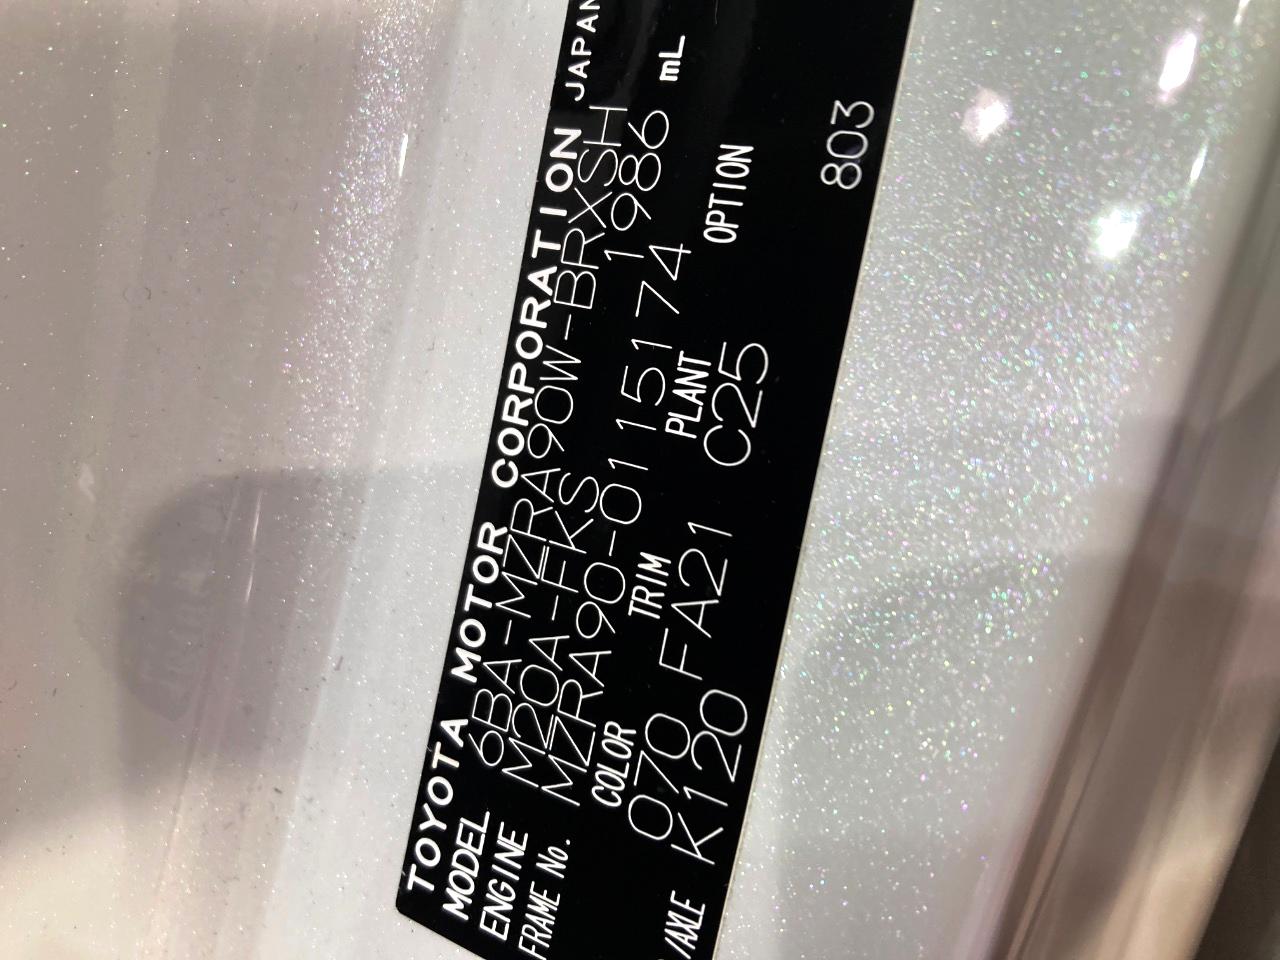 TOYOTA MOTOR CORPORATION JAPAN
MODEL 6BA-MZRA90W-BRXSH
ENGINE M20A-FKS 1986 mL
FRAME No. MZRA90-0115174
COLOR TRIM PLANT OPTION
070 FA21 C25
/AXLE K120
803